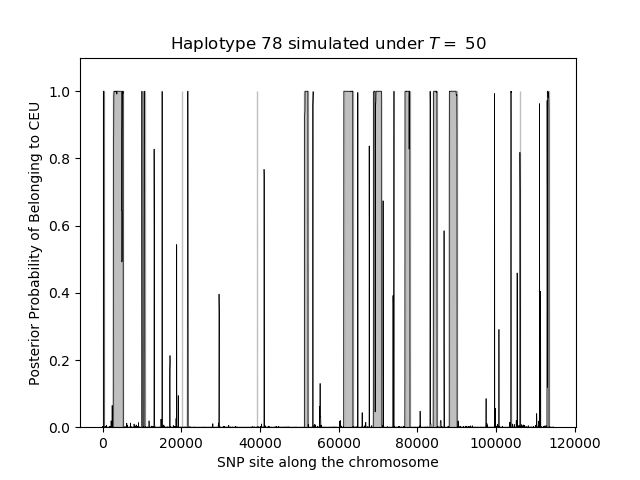 Haplotype 78 simulated under T = 50
Posterior Probability of Belonging to CEU
1.0
0.8
0.6
0.4
0.2
0.0
0 20000 40000 60000 80000 100000 120000
SNP site along the chromosome